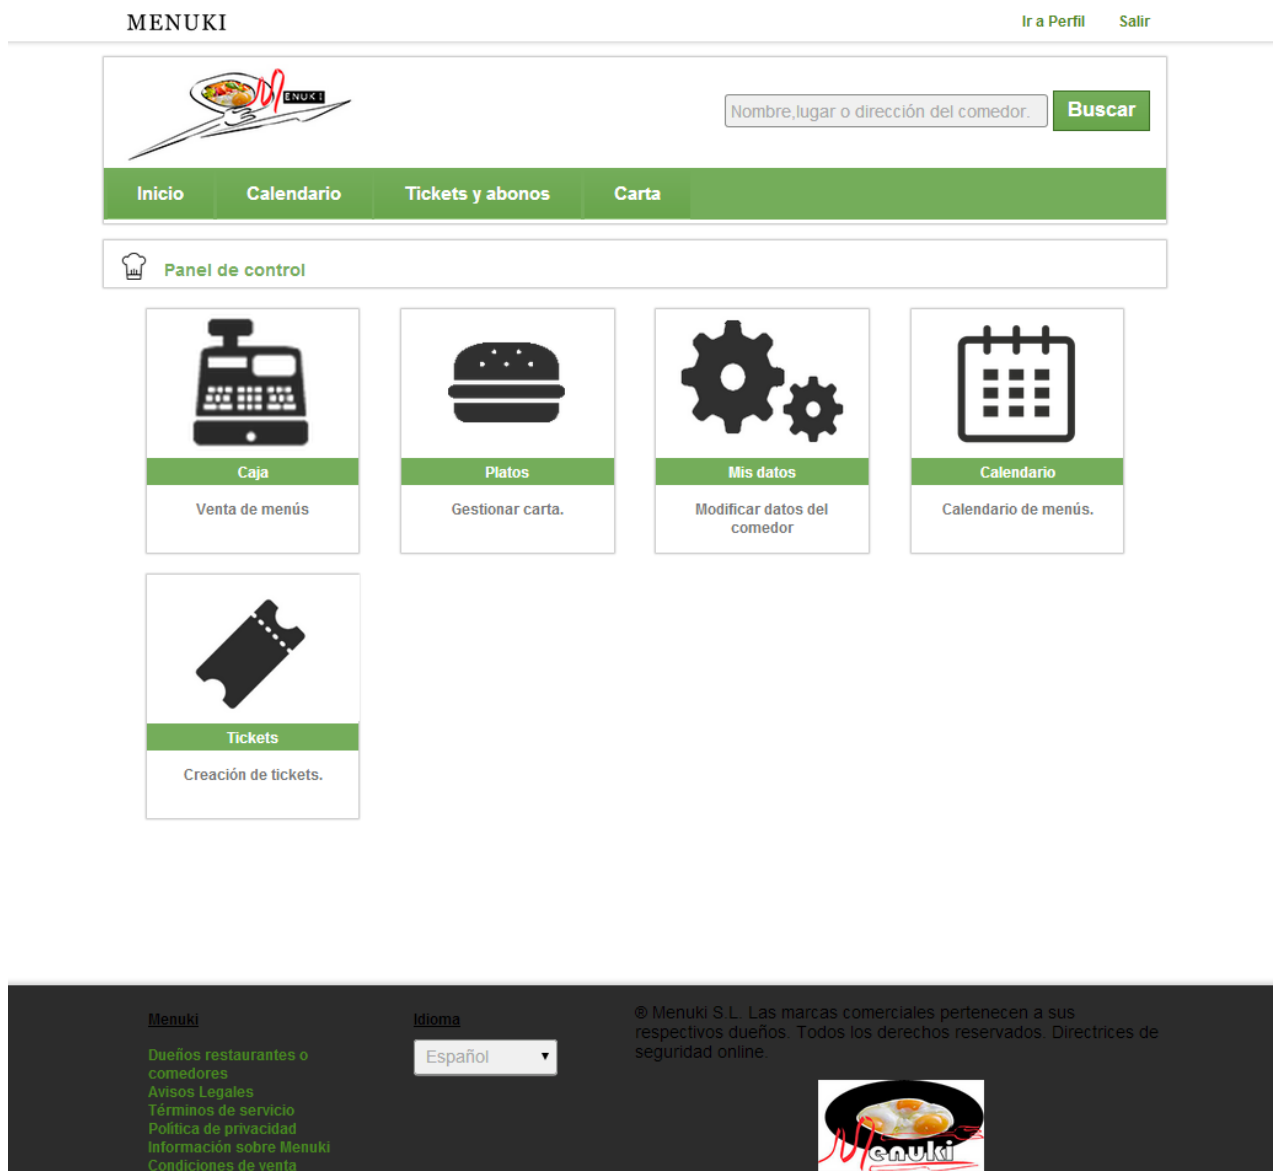 MENUKI
Ir a Perfil
Salir
MENUKI
Nombre,lugar o dirección del comedor.
Buscar
Inicio
Calendario
Tickets y abonos
Carta
Panel de control
Caja
Venta de menús
Platos
Gestionar carta.
Mis datos
Modificar datos del
comedor
Calendario
Calendario de menús.
Tickets
Creación de tickets.
Menuki
Dueños restaurantes o
comedores
Avisos Legales
Términos de servicio
Política de privacidad
Información sobre Menuki
Condiciones de venta
Idioma
Español
® Menuki S.L. Las marcas comerciales pertenecen a sus
respectivos dueños. Todos los derechos reservados. Directrices de
seguridad online.
Menuki